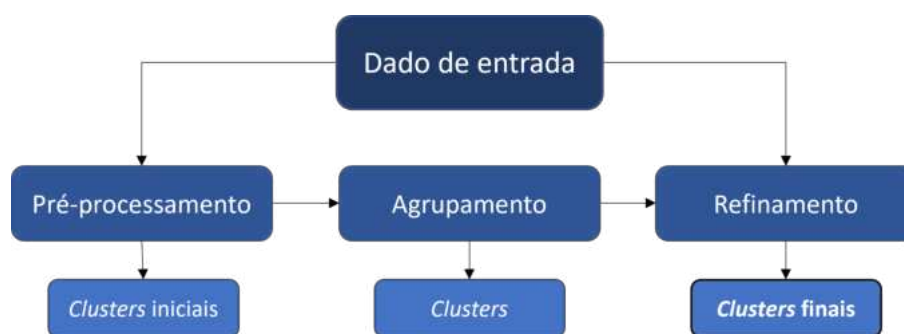 Dado de entrada
Pré-processamento
Agrupamento
Refinamento
Clusters iniciais
Clusters
Clusters finais